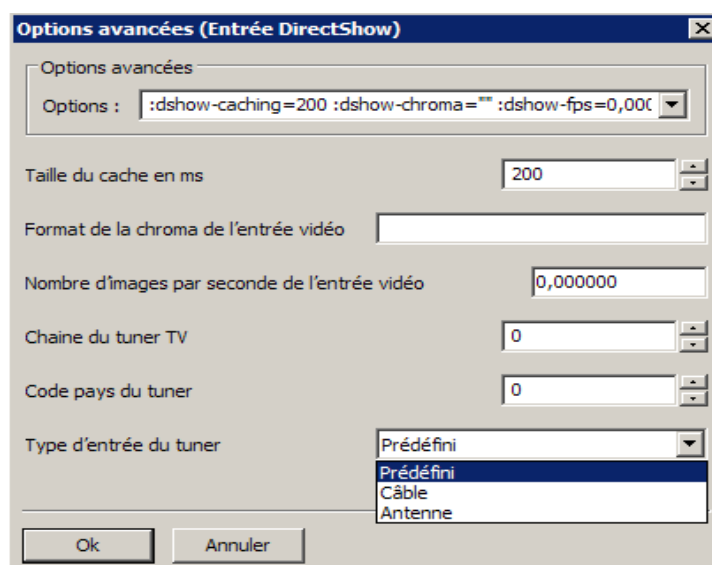 Options avancées (Entrée DirectShow)
Options avancées
Options : :dshow-caching=200 :dshow-chroma="" :dshow-fps=0,000
Taille du cache en ms 200
Format de la chroma de l'entrée vidéo
Nombre d'images par seconde de l'entrée vidéo 0,000000
Chaine du tuner TV 0
Code pays du tuner 0
Type d'entrée du tuner Prédéfini
Prédéfini
Câble
Antenne
Ok Annuler